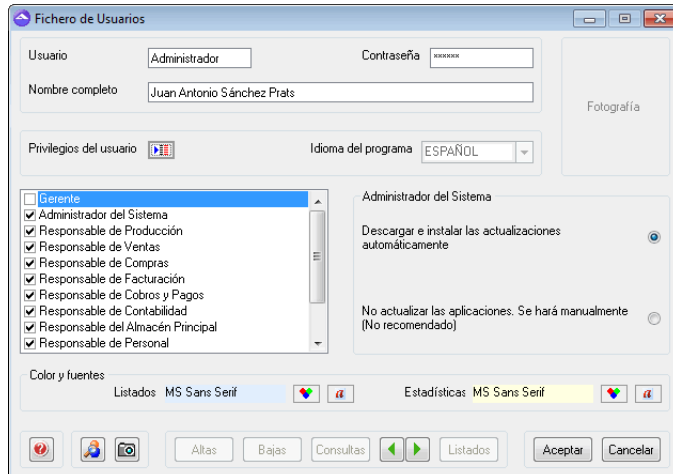 Fichero de Usuarios
Usuario Administrador Contraseña ******
Nombre completo Juan Antonio Sánchez Prats
Fotografía
Privilegios del usuario Idioma del programa ESPAÑOL
Gerente
Administrador del Sistema
Responsable de Producción
Responsable de Ventas
Responsable de Compras
Responsable de Facturación
Responsable de Cobros y Pagos
Responsable de Contabilidad
Responsable del Almacén Principal
Responsable de Personal
Administrador del Sistema
Descargar e instalar las actualizaciones
automáticamente
No actualizar las aplicaciones. Se hará manualmente
(No recomendado)
Color y fuentes
Listados MS Sans Serif a Estadísticas MS Sans Serif a
? Altas Bajas Consultas Listados Aceptar Cancelar